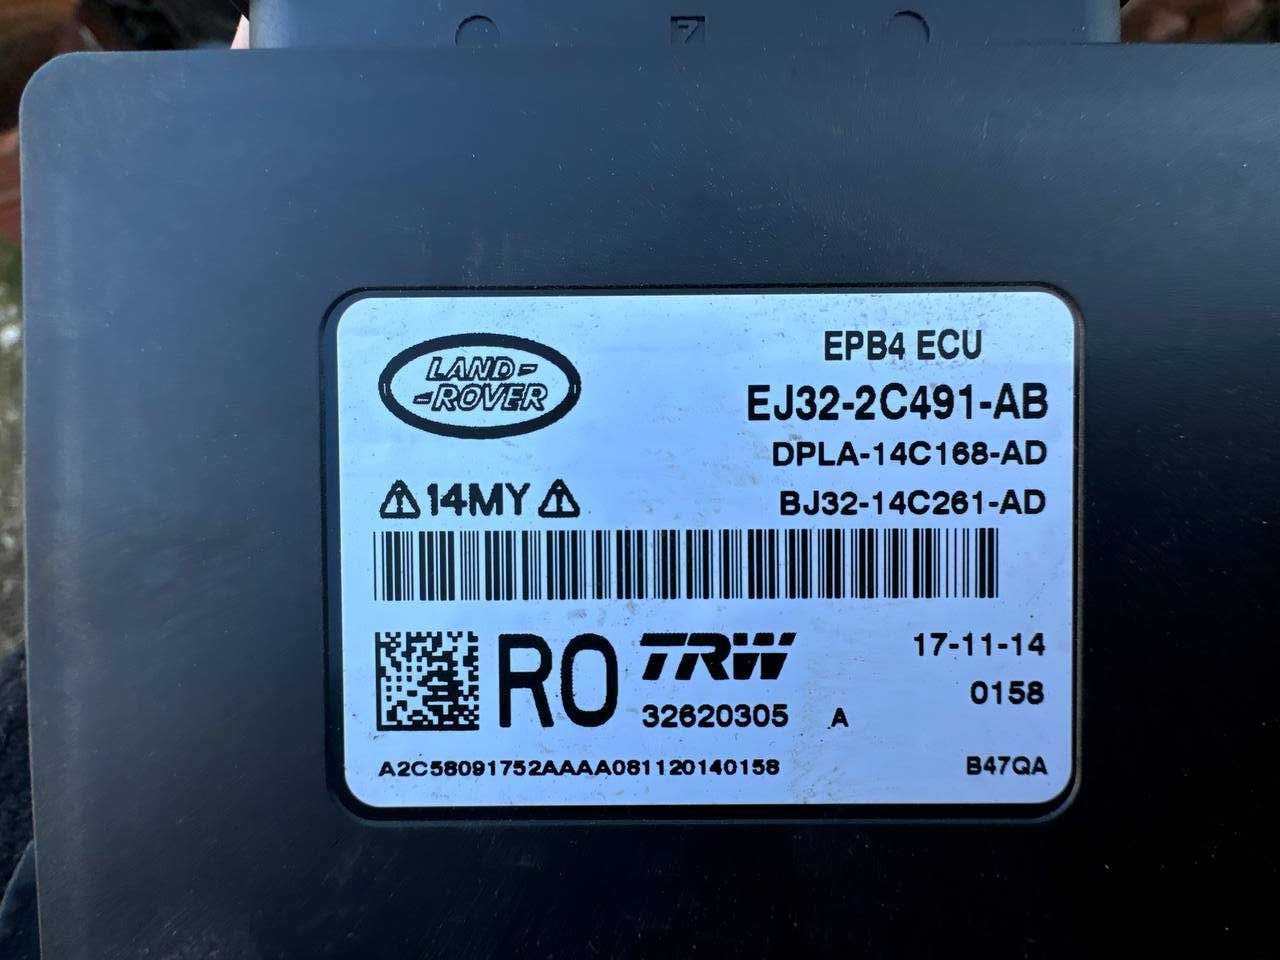 7
LAND-
-ROVER
EPB4 ECU
EJ32-2C491-AB
DPLA-14C168-AD
14MY
BJ32-14C261-AD
R0
TRW
17-11-14
32620305 A
0158
A2C58091752AAAA081120140158
B47QA